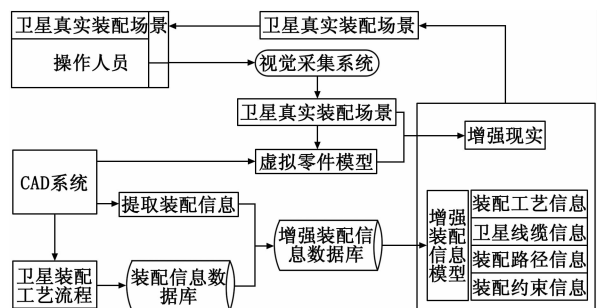 卫星真实装配场景
卫星真实装配场景
操作人员
视觉采集系统
卫星真实装配场景
增强现实
虚拟零件模型
CAD系统
提取装配信息
增强装配信息数据库
增强装配信息模型
装配工艺信息
卫星线缆信息
装配路径信息
装配约束信息
卫星装配
工艺流程
装配信息数
据库